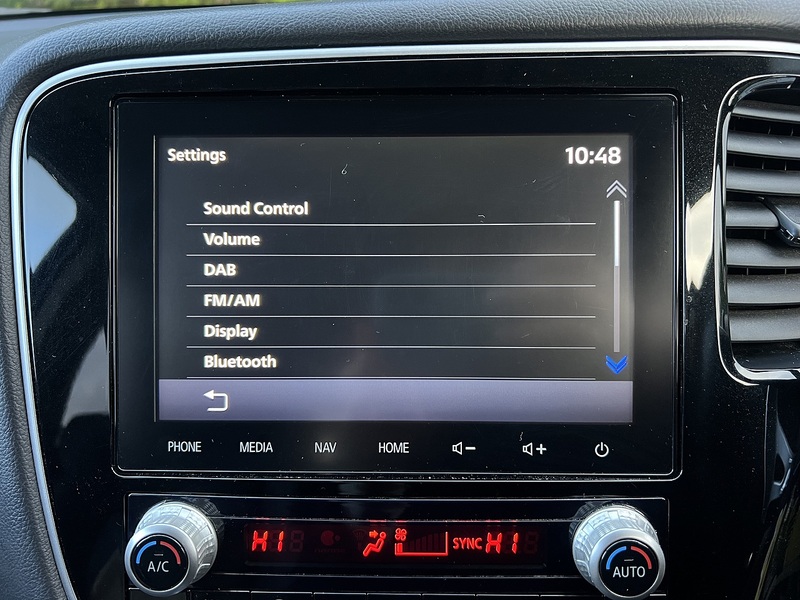 Settings 10:48
Sound Control
Volume
DAB
FM/AM
Display
Bluetooth
PHONE MEDIA NAV HOME
HI SYNC HI
A/C AUTO